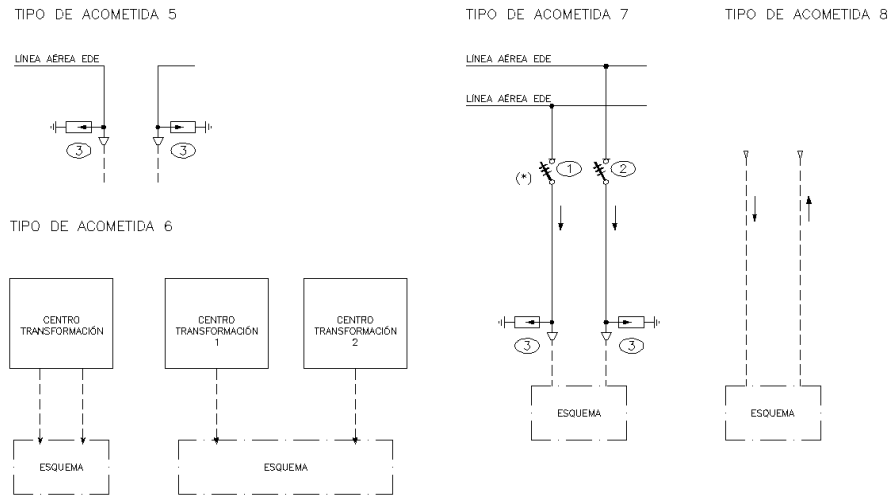 TIPO DE ACOMETIDA 5
LÍNEA AÉREA EDE
3
3
TIPO DE ACOMETIDA 6
CENTRO
TRANSFORMACIÓN
CENTRO
TRANSFORMACIÓN
1
CENTRO
TRANSFORMACIÓN
2
ESQUEMA
ESQUEMA
TIPO DE ACOMETIDA 7
LÍNEA AÉREA EDE
LÍNEA AÉREA EDE
(*)
1
2
3
3
ESQUEMA
TIPO DE ACOMETIDA 8
ESQUEMA